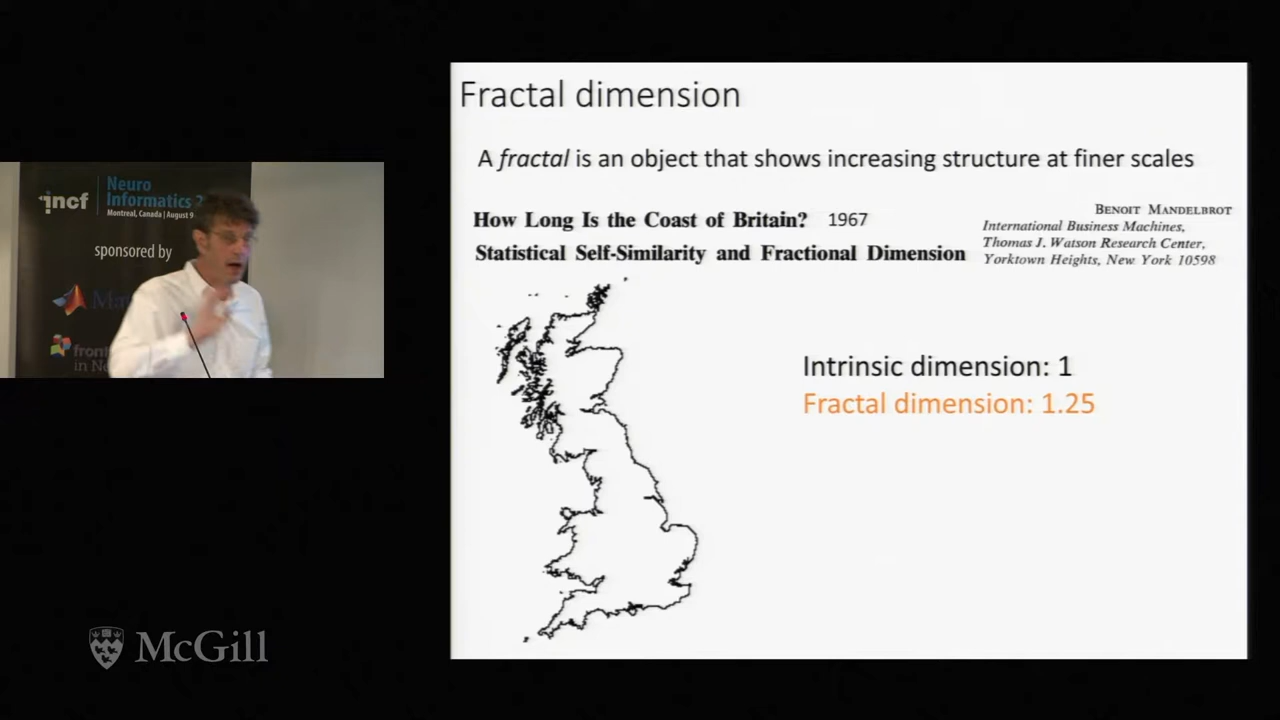 Fractal dimension
A fractal is an object that shows increasing structure at finer scales
How Long Is the Coast of Britain? 1967
Statistical Self-Similarity and Fractional Dimension
BENOIT MANDELBROT
International Business Machines,
Thomas J. Watson Research Center,
Yorktown Heights, New York 10598
Intrinsic dimension: 1
Fractal dimension: 1.25
incf
Neuro
Informatics 2
Montreal, Canada | August 9
sponsored by
in
McGill